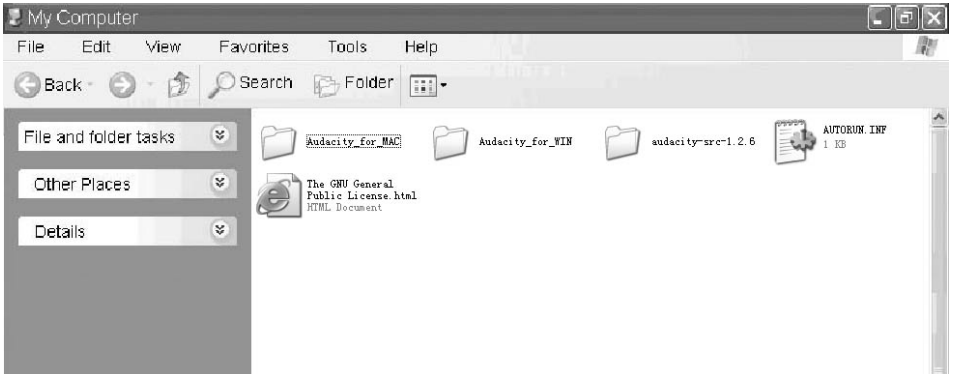 My Computer
File Edit View Favorites Tools Help
Back Search Folder
File and folder tasks
Other Places
Details
Audacity_for_MAC
Audacity_for_WIN
audacity-src-1.2.6
AUTORUN.INF
1 KB
The GNU General
Public License.html
HTML Document